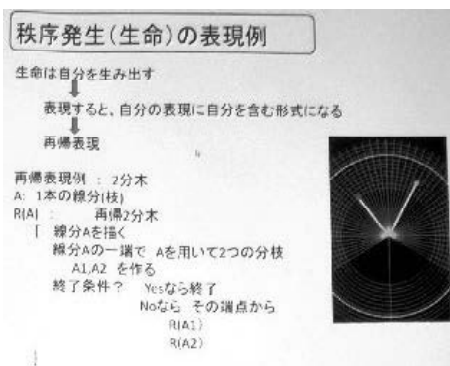 秩序発生(生命)の表現例
生命は自分を生み出す
表現すると、自分の表現に自分を含む形式になる
再帰表現
再帰表現例 : 2分木
A: 1本の線分(枝)
R(A) : 再帰2分木
[ 線分Aを描く
線分Aの一端で Aを用いて2つの分枝
A1,A2 を作る
終了条件? Yesなら終了
Noなら その端点から
R(A1)
R(A2)
]